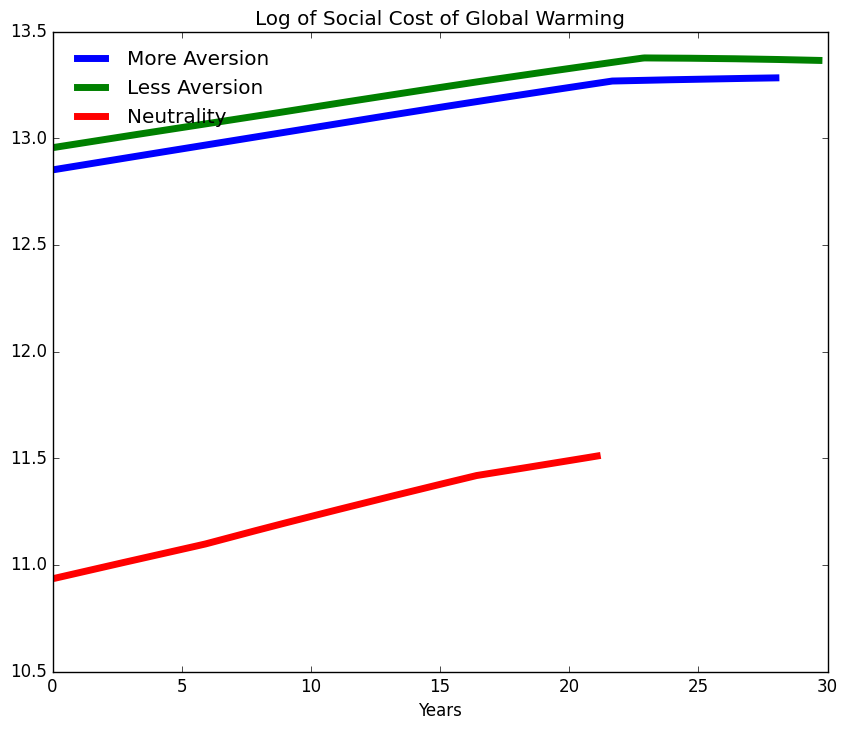 Log of Social Cost of Global Warming
13.5
13.0
12.5
12.0
11.5
11.0
10.5
More Aversion
Less Aversion
Neutrality
0 5 10 15 20 25 30
Years